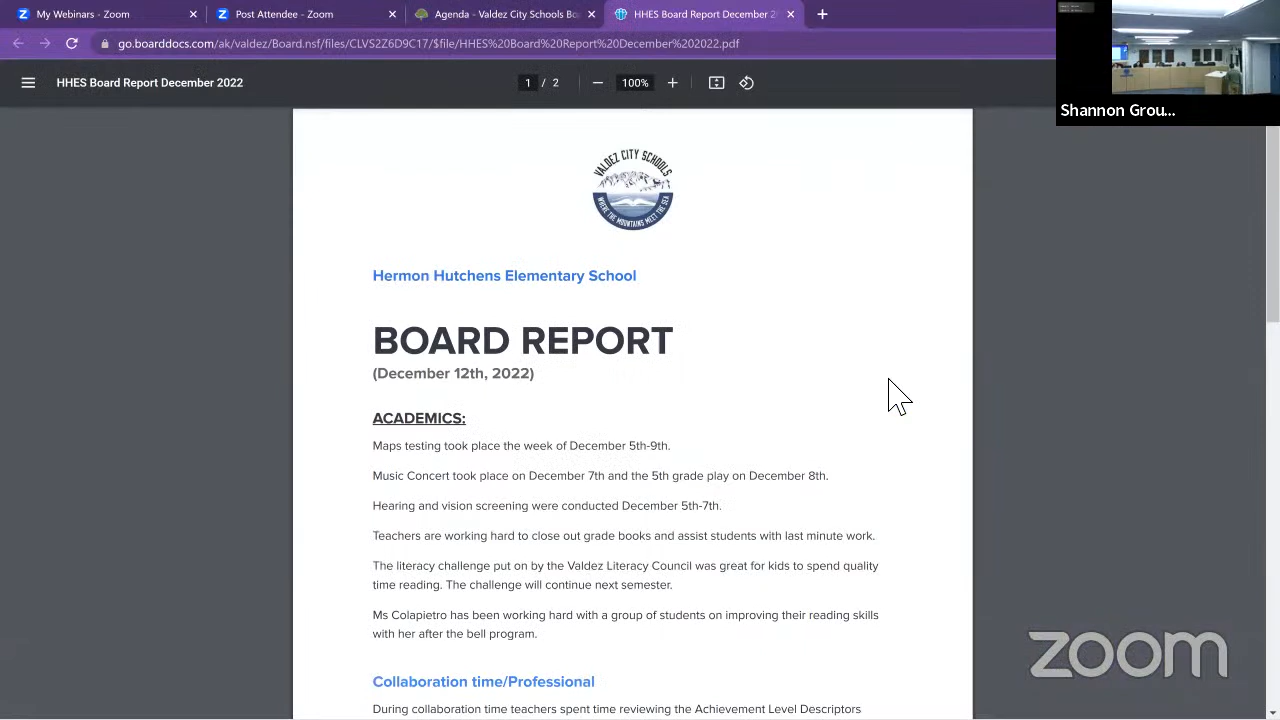 My Webinars - Zoom
Post Attendee - Zoom
Agenda - Valdez City Schools Bo
HHES Board Report December 2
go.boarddocs.com/ak/valdez/Board.nsf/files/CLVS2Z6D9C17/$file/HHES%20Board%20Report%20December%202022.pdf
HHES Board Report December 2022
1 / 2
100%
Shannon Grou...
VALDEZ CITY SCHOOLS
WHERE THE MOUNTAINS MEET THE SEA
Hermon Hutchens Elementary School
BOARD REPORT
(December 12th, 2022)
ACADEMICS:
Maps testing took place the week of December 5th-9th.
Music Concert took place on December 7th and the 5th grade play on December 8th.
Hearing and vision screening were conducted December 5th-7th.
Teachers are working hard to close out grade books and assist students with last minute work.
The literacy challenge put on by the Valdez Literacy Council was great for kids to spend quality
time reading. The challenge will continue next semester.
Ms Colapietro has been working hard with a group of students on improving their reading skills
with her after the bell program.
Collaboration time/Professional
During collaboration time teachers spent time reviewing the Achievement Level Descriptors
zoom